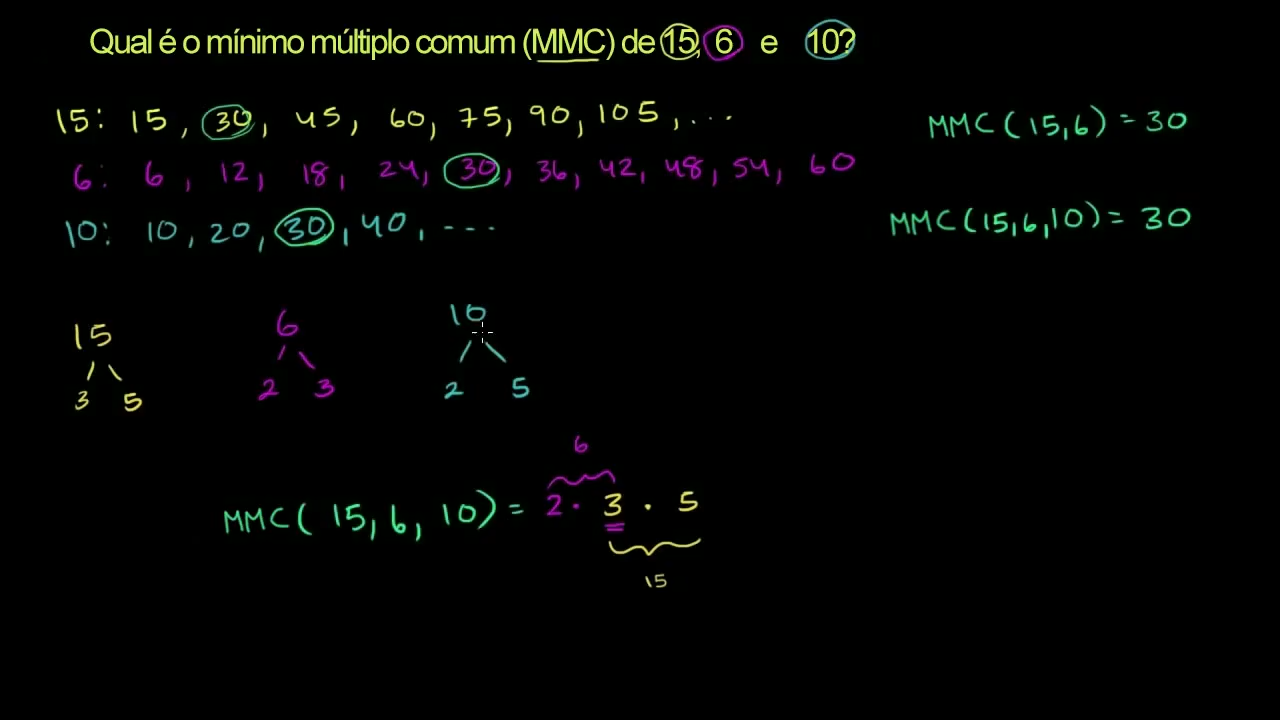 Qual é o mínimo múltiplo comum (MMC) de 15, 6 e 10?
15: 15, 30, 45, 60, 75, 90, 105, ...
MMC(15,6) = 30
6: 6, 12, 18, 24, 30, 36, 42, 48, 54, 60
10: 10, 20, 30, 40, ---
MMC(15,6,10) = 30
15 6 10
3 5 2 3 2 5
6
MMC( 15, 6, 10) = 2 · 3 · 5
15